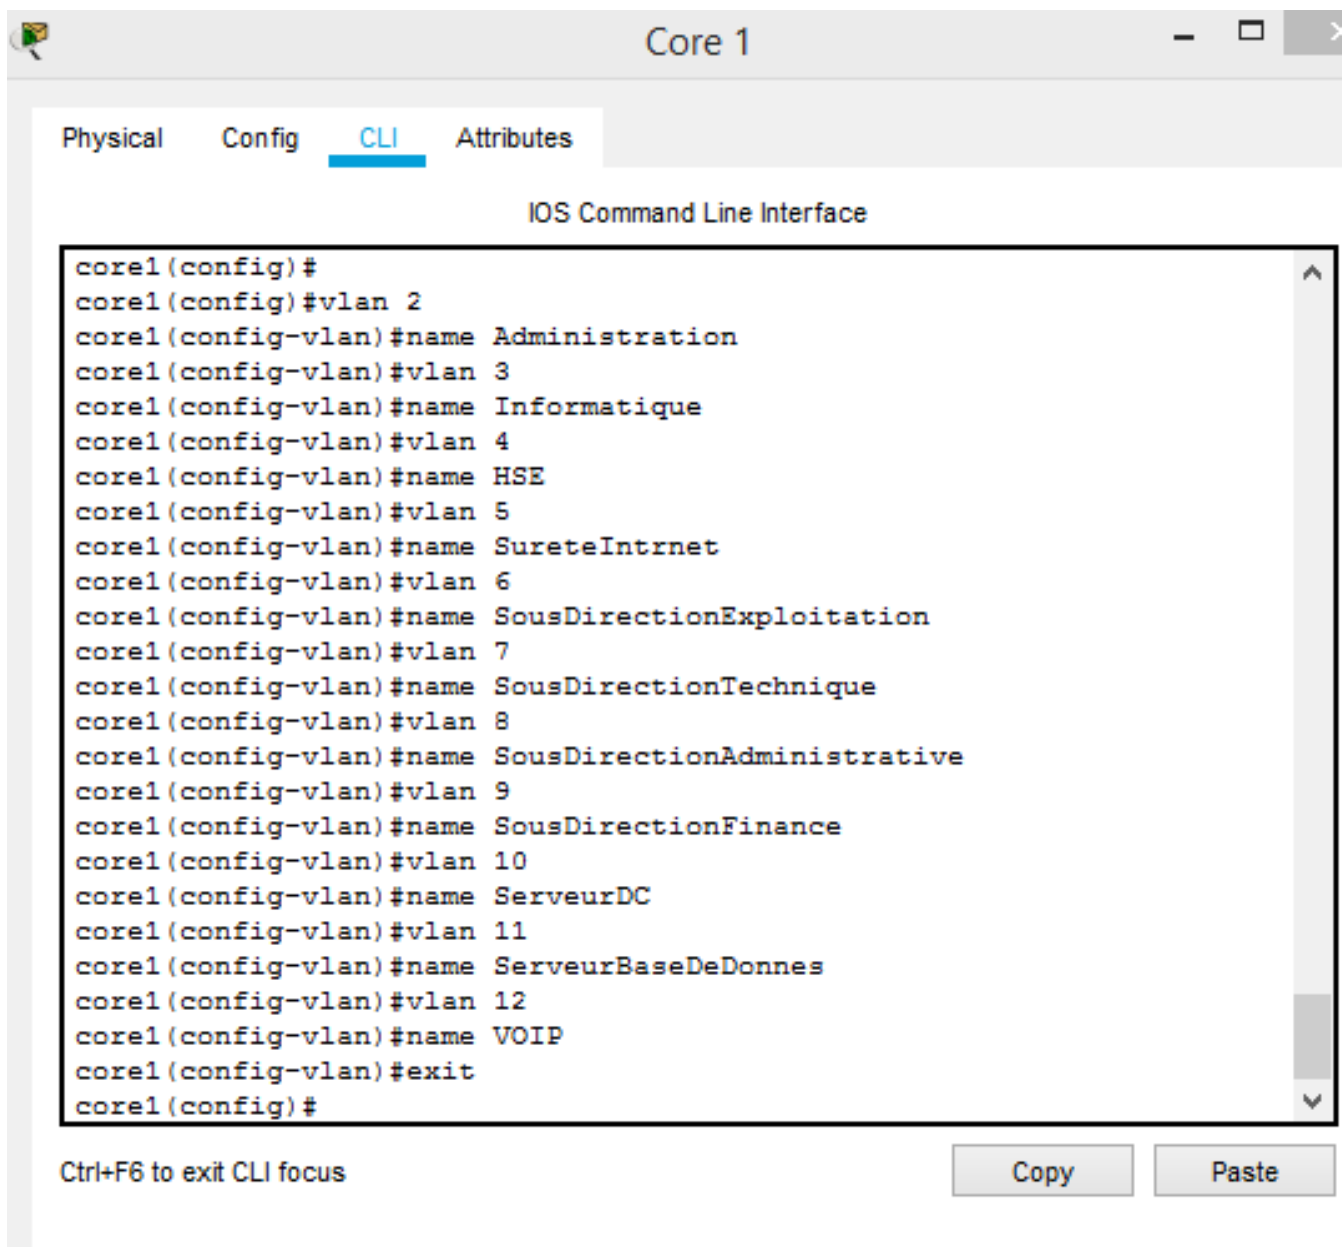 Core 1
Physical Config CLI Attributes
IOS Command Line Interface
core1(config)#
core1(config)#vlan 2
core1(config-vlan)#name Administration
core1(config-vlan)#vlan 3
core1(config-vlan)#name Informatique
core1(config-vlan)#vlan 4
core1(config-vlan)#name HSE
core1(config-vlan)#vlan 5
core1(config-vlan)#name SureteIntrnet
core1(config-vlan)#vlan 6
core1(config-vlan)#name SousDirectionExploitation
core1(config-vlan)#vlan 7
core1(config-vlan)#name SousDirectionTechnique
core1(config-vlan)#vlan 8
core1(config-vlan)#name SousDirectionAdministrative
core1(config-vlan)#vlan 9
core1(config-vlan)#name SousDirectionFinance
core1(config-vlan)#vlan 10
core1(config-vlan)#name ServeurDC
core1(config-vlan)#vlan 11
core1(config-vlan)#name ServeurBaseDeDonnes
core1(config-vlan)#vlan 12
core1(config-vlan)#name VOIP
core1(config-vlan)#exit
core1(config)#
Ctrl+F6 to exit CLI focus Copy Paste